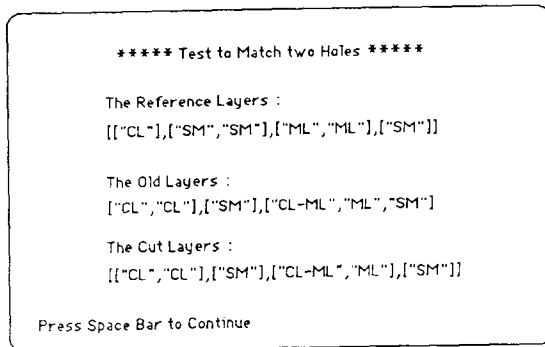 ***** Test to Match two Holes *****
The Reference Layers :
[["CL"],["SM","SM"],["ML","ML"],["SM"]]
The Old Layers :
["CL","CL"],["SM"],["CL-ML","ML","SM"]
The Cut Layers :
[["CL","CL"],["SM"],["CL-ML","ML"],["SM"]]
Press Space Bar to Continue